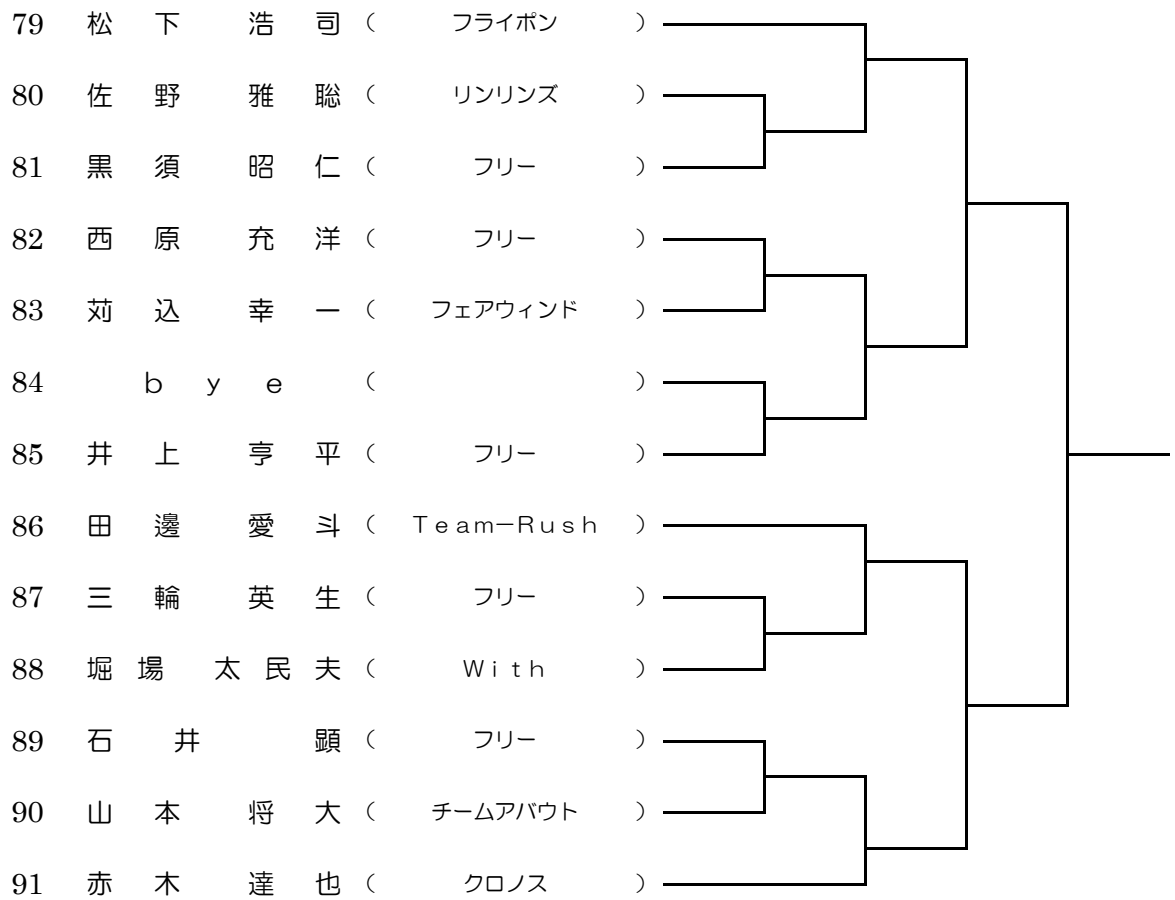 79 松下 浩司 ( フライポン )
80 佐野 雅聡 ( リンリンズ )
81 黒須 昭仁 ( フリー )
82 西原 充洋 ( フリー )
83 苅込 幸一 ( フェアウィンド )
84 bye ( )
85 井上 亨平 ( フリー )
86 田邊 愛斗 ( Team－Rush )
87 三輪 英生 ( フリー )
88 堀場 太民夫 ( With )
89 石井 顕 ( フリー )
90 山本 将大 ( チームアバウト )
91 赤木 達也 ( クロノス )